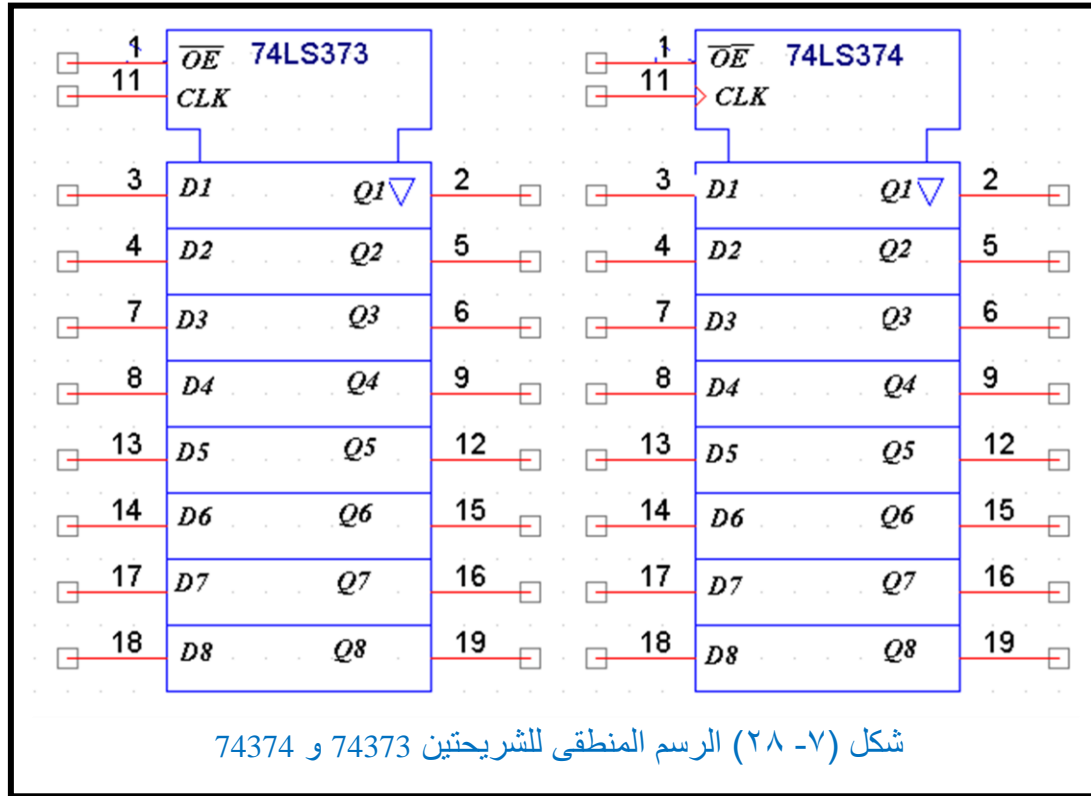 1 OE 74LS373 1 OE 74LS374
11 CLK 11 CLK
3 D1 Q1 2 3 D1 Q1 2
4 D2 Q2 5 4 D2 Q2 5
7 D3 Q3 6 7 D3 Q3 6
8 D4 Q4 9 8 D4 Q4 9
13 D5 Q5 12 13 D5 Q5 12
14 D6 Q6 15 14 D6 Q6 15
17 D7 Q7 16 17 D7 Q7 16
18 D8 Q8 19 18 D8 Q8 19
شكل (٧- ٢٨) الرسم المنطقى للشريحتين 74373 و 74374